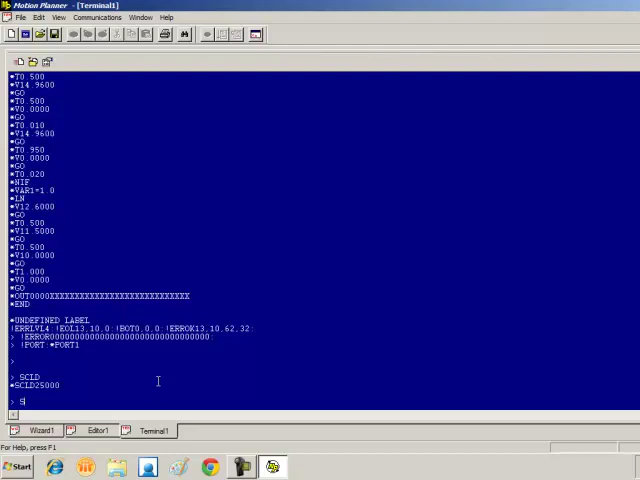 Motion Planner - [Terminal1]
File Edit View Communications Window Help
*T0.500
*V14.9600
*GO
*T0.500
*V0.0000
*GO
*T0.010
*V14.9600
*GO
*T0.950
*V0.0000
*GO
*T0.020
*NIF
*VAR1=1.0
*LN
*V12.6000
*GO
*T0.500
*V11.5000
*GO
*T0.500
*V10.0000
*GO
*T1.000
*V0.0000
*GO
*OUT0000XXXXXXXXXXXXXXXXXXXXXXXXXXXX
*END
*UNDEFINED LABEL
!ERRLVL4:!EOL13,10,0:!BOT0,0,0:!ERROK13,10,62,32:
> !ERROR00000000000000000000000000000000:
> !PORT:*PORT1
>
> SCLD
*SCLD25000
> S
Wizard1 Editor1 Terminal1
For Help, press F1
Start